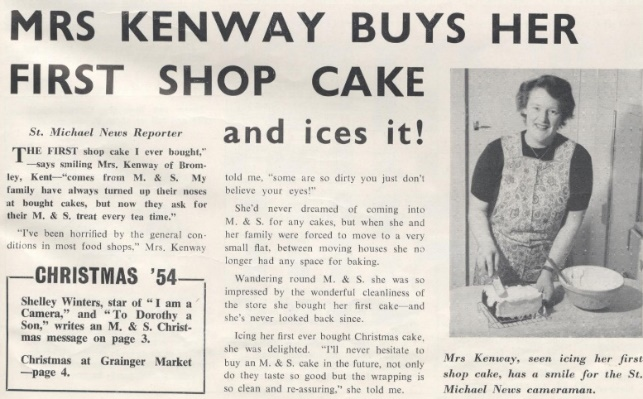 MRS KENWAY BUYS HER
FIRST SHOP CAKE
and ices it!
St. Michael News Reporter
THE FIRST shop cake I ever bought,"
—says smiling Mrs. Kenway of Brom-
ley, Kent—"comes from M. & S. My
family have always turned up their noses
at bought cakes, but now they ask for
their M. & S. treat every tea time."
"I've been horrified by the general con-
ditions in most food shops," Mrs. Kenway
told me, "some are so dirty you just don't
believe your eyes!"
She'd never dreamed of coming into
M. & S. for any cakes, but when she and
her family were forced to move to a very
small flat, between moving houses she no
longer had any space for baking.
Wandering round M. & S. she was so
impressed by the wonderful cleanliness of
the store she bought her first cake—and
she's never looked back since.
Icing her first ever bought Christmas cake,
she was delighted. "I'll never hesitate to
buy an M. & S. cake in the future, not only
do they taste so good but the wrapping is
so clean and re-assuring," she told me.
CHRISTMAS '54
Shelley Winters, star of "I am a
Camera," and "To Dorothy a
Son," writes an M. & S. Christ-
mas message on page 3.
Christmas at Grainger Market
—page 4.
Mrs Kenway, seen icing her first
shop cake, has a smile for the St.
Michael News cameraman.